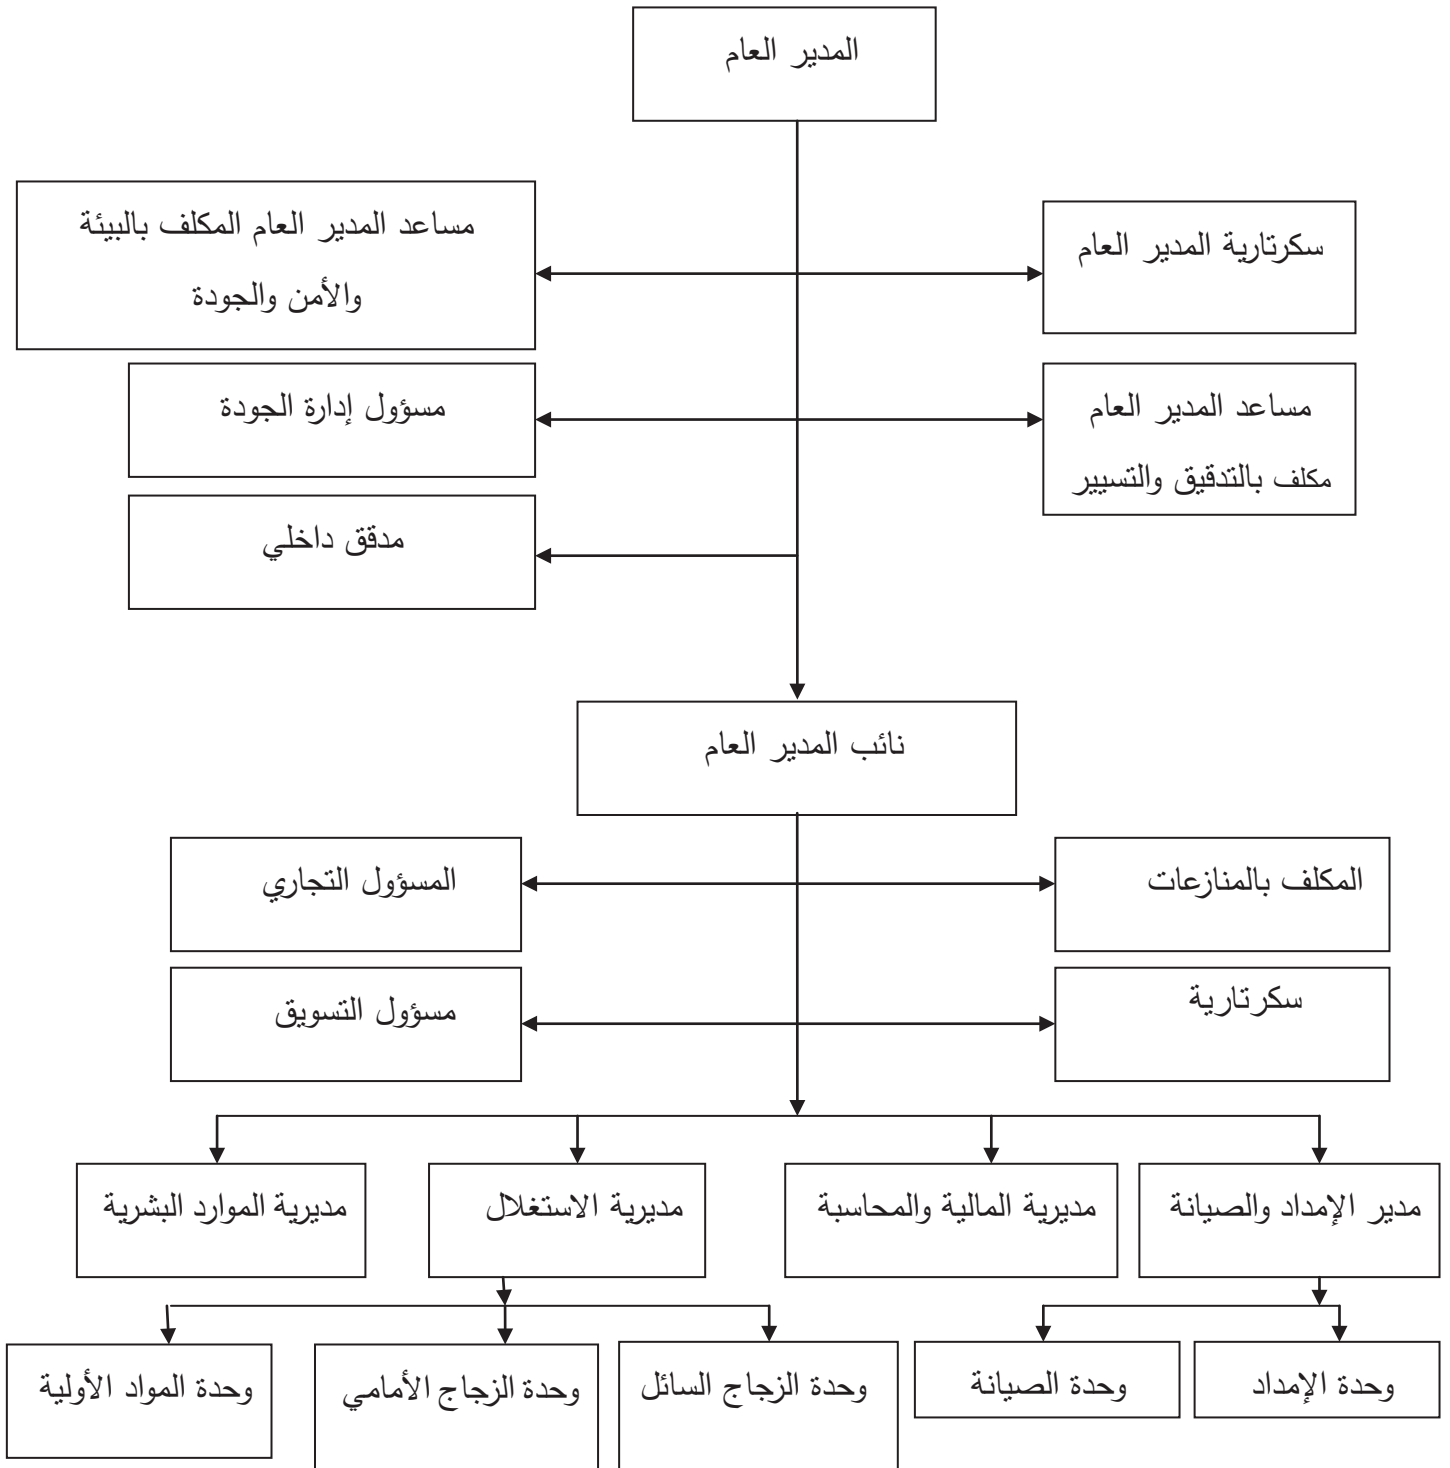 المدير العام
سكرتارية المدير العام
مساعد المدير العام المكلف بالبيئة
والأمن والجودة
مساعد المدير العام
مكلف بالتدقيق والتسيير
مسؤول إدارة الجودة
مدقق داخلي
نائب المدير العام
المكلف بالمنازعات
المسؤول التجاري
سكرتارية
مسؤول التسويق
مدير الإمداد والصيانة
مديرية المالية والمحاسبة
مديرية الاستغلال
مديرية الموارد البشرية
وحدة الإمداد
وحدة الصيانة
وحدة الزجاج السائل
وحدة الزجاج الأمامي
وحدة المواد الأولية